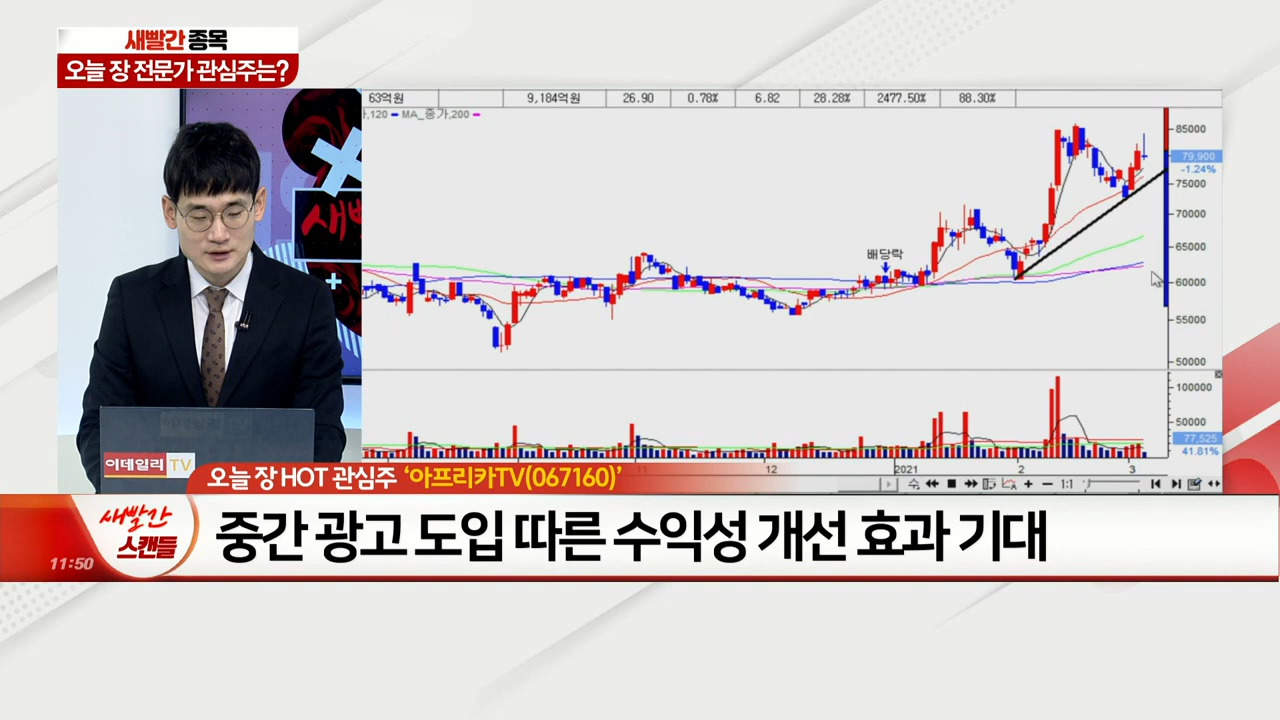 새빨간 종목
오늘 장 전문가 관심주는?
63억원 9,184억원 26.90 0.78% 6.82 28.28% 2477.50% 88.30%
,120 MA_종가,200
85000
79,900
-1.24%
75000
70000
배당락
65000
60000
55000
50000
100000
50000
77,525
41.81%
11 12 2021 2 3
1:1
새빨
이데일리 TV
오늘 장 HOT 관심주 ‘아프리카TV(067160)’
새빨간
스캔들
중간 광고 도입 따른 수익성 개선 효과 기대
11:50